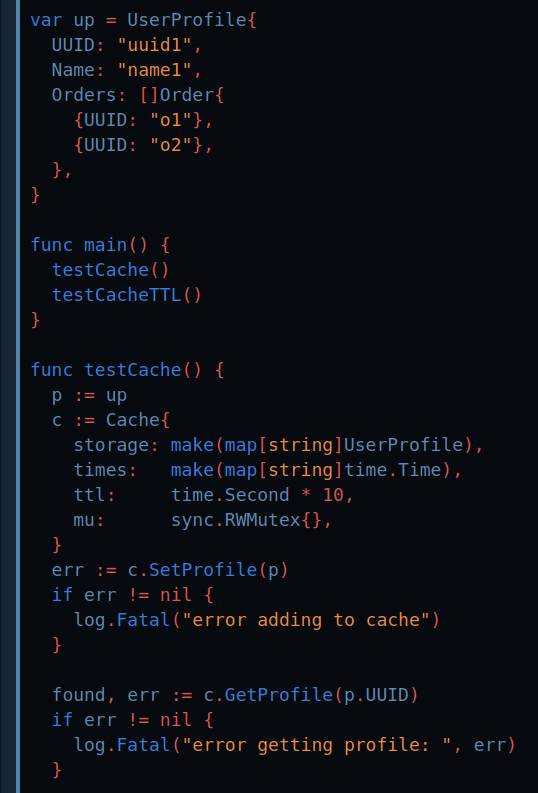 var up = UserProfile{
  UUID: "uuid1",
  Name: "name1",
  Orders: []Order{
    {UUID: "o1"},
    {UUID: "o2"},
  },
}

func main() {
  testCache()
  testCacheTTL()
}

func testCache() {
  p := up
  c := Cache{
    storage: make(map[string]UserProfile),
    times:   make(map[string]time.Time),
    ttl:     time.Second * 10,
    mu:      sync.RWMutex{},
  }
  err := c.SetProfile(p)
  if err != nil {
    log.Fatal("error adding to cache")
  }

  found, err := c.GetProfile(p.UUID)
  if err != nil {
    log.Fatal("error getting profile: ", err)
  }